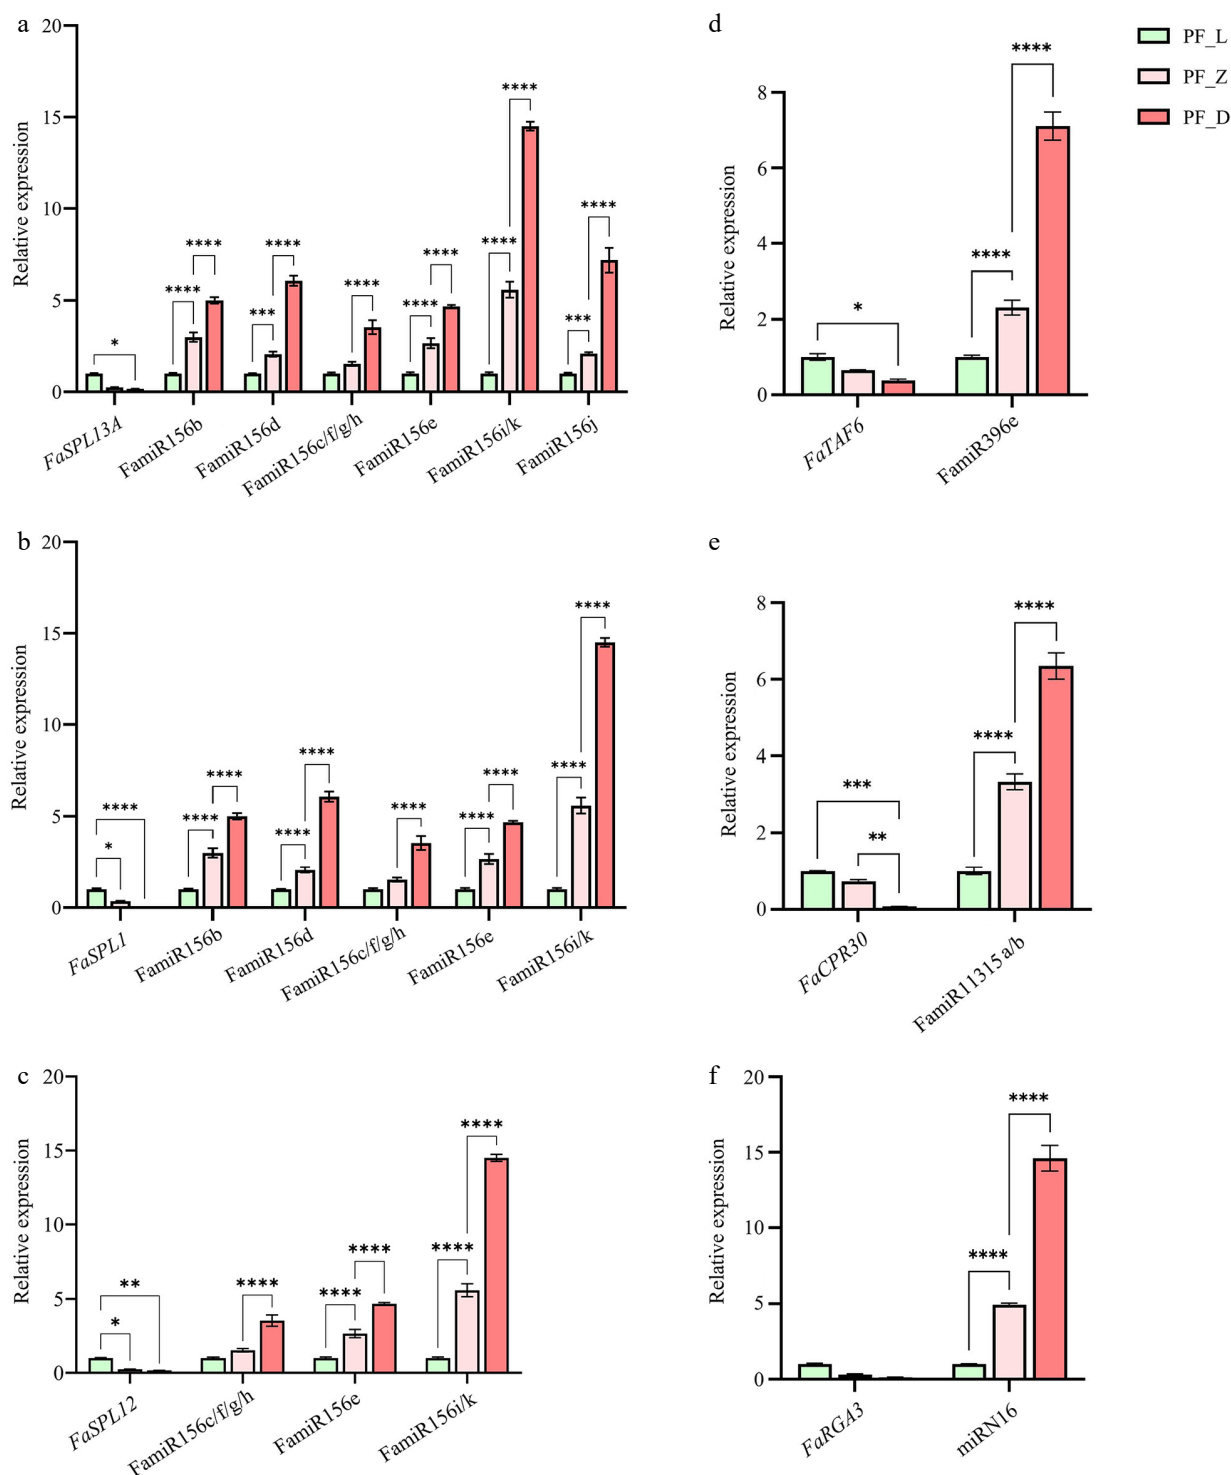 a
20
15
10
5
0
Relative expression
*
****
****
***
****
****
****
****
****
****
***
****
FaSPL13A
FamiR156b
FamiR156d
FamiR156c/f/g/h
FamiR156e
FamiR156i/k
FamiR156j
d
8
6
4
2
0
Relative expression
*
****
****
FaTAF6
FamiR396e
PF_L
PF_Z
PF_D
b
20
15
10
5
0
Relative expression
****
*
****
****
****
****
****
****
****
****
****
FaSPL1
FamiR156b
FamiR156d
FamiR156c/f/g/h
FamiR156e
FamiR156i/k
e
8
6
4
2
0
Relative expression
***
**
****
****
FaCPR30
FamiR11315 a/b
c
20
15
10
5
0
Relative expression
**
*
****
****
****
****
****
FaSPL12
FamiR156c/f/g/h
FamiR156e
FamiR156i/k
f
20
15
10
5
0
Relative expression
****
****
FaRGA3
miRN16